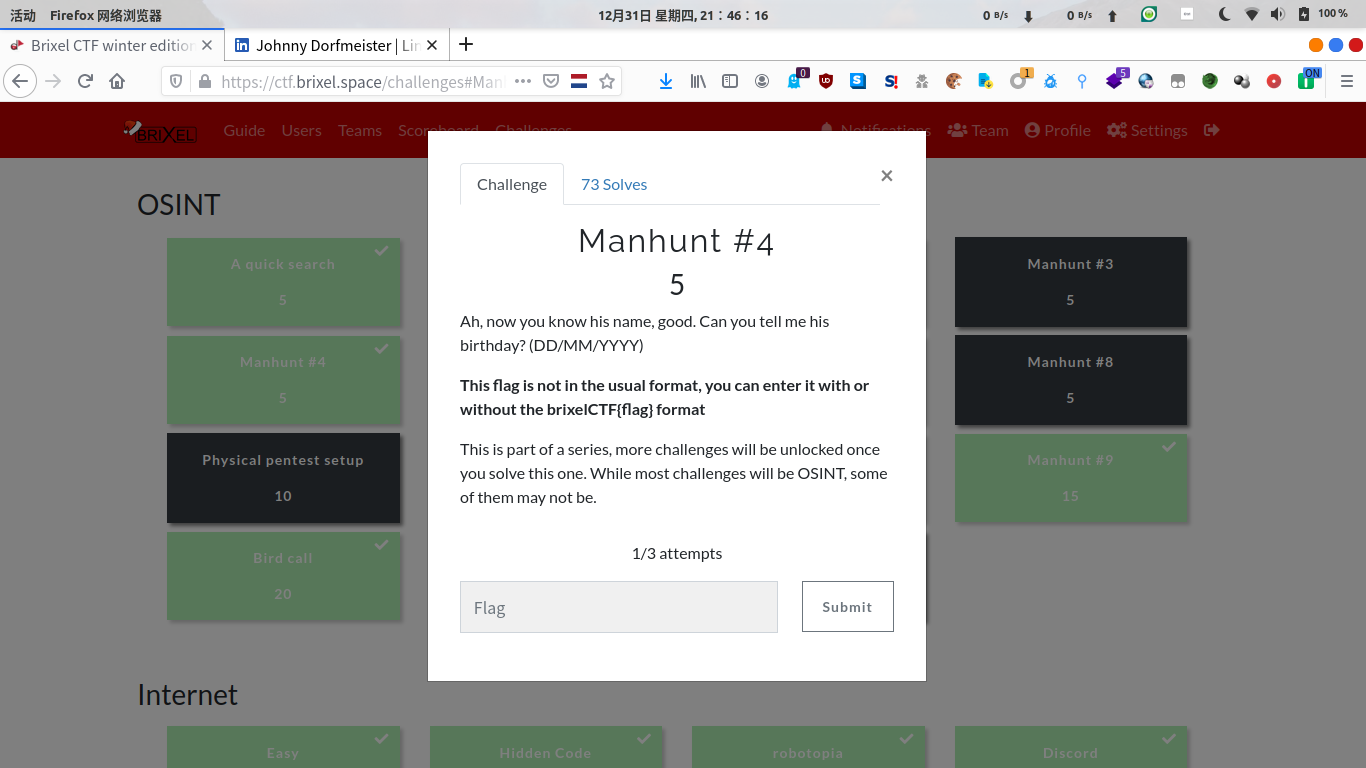 活动 Firefox 网络浏览器 12月31日 星期四, 21：46：16 0 B/s 0 B/s 100 %
Brixel CTF winter edition Johnny Dorfmeister | Lin
https://ctf.brixel.space/challenges#Man 0 1 5 ON
BRIXEL Guide Users Teams Scoreboard Challenges Notifications Team Profile Settings
OSINT
A quick search
5
Manhunt #3
5
Manhunt #4
5
Manhunt #8
5
Physical pentest setup
10
Manhunt #9
15
Bird call
20
Challenge 73 Solves ×
Manhunt #4
5
Ah, now you know his name, good. Can you tell me his
birthday? (DD/MM/YYYY)
This flag is not in the usual format, you can enter it with or
without the brixelCTF{flag} format
This is part of a series, more challenges will be unlocked once
you solve this one. While most challenges will be OSINT, some
of them may not be.
1/3 attempts
Flag Submit
Internet
Easy Hidden Code robotopia Discord